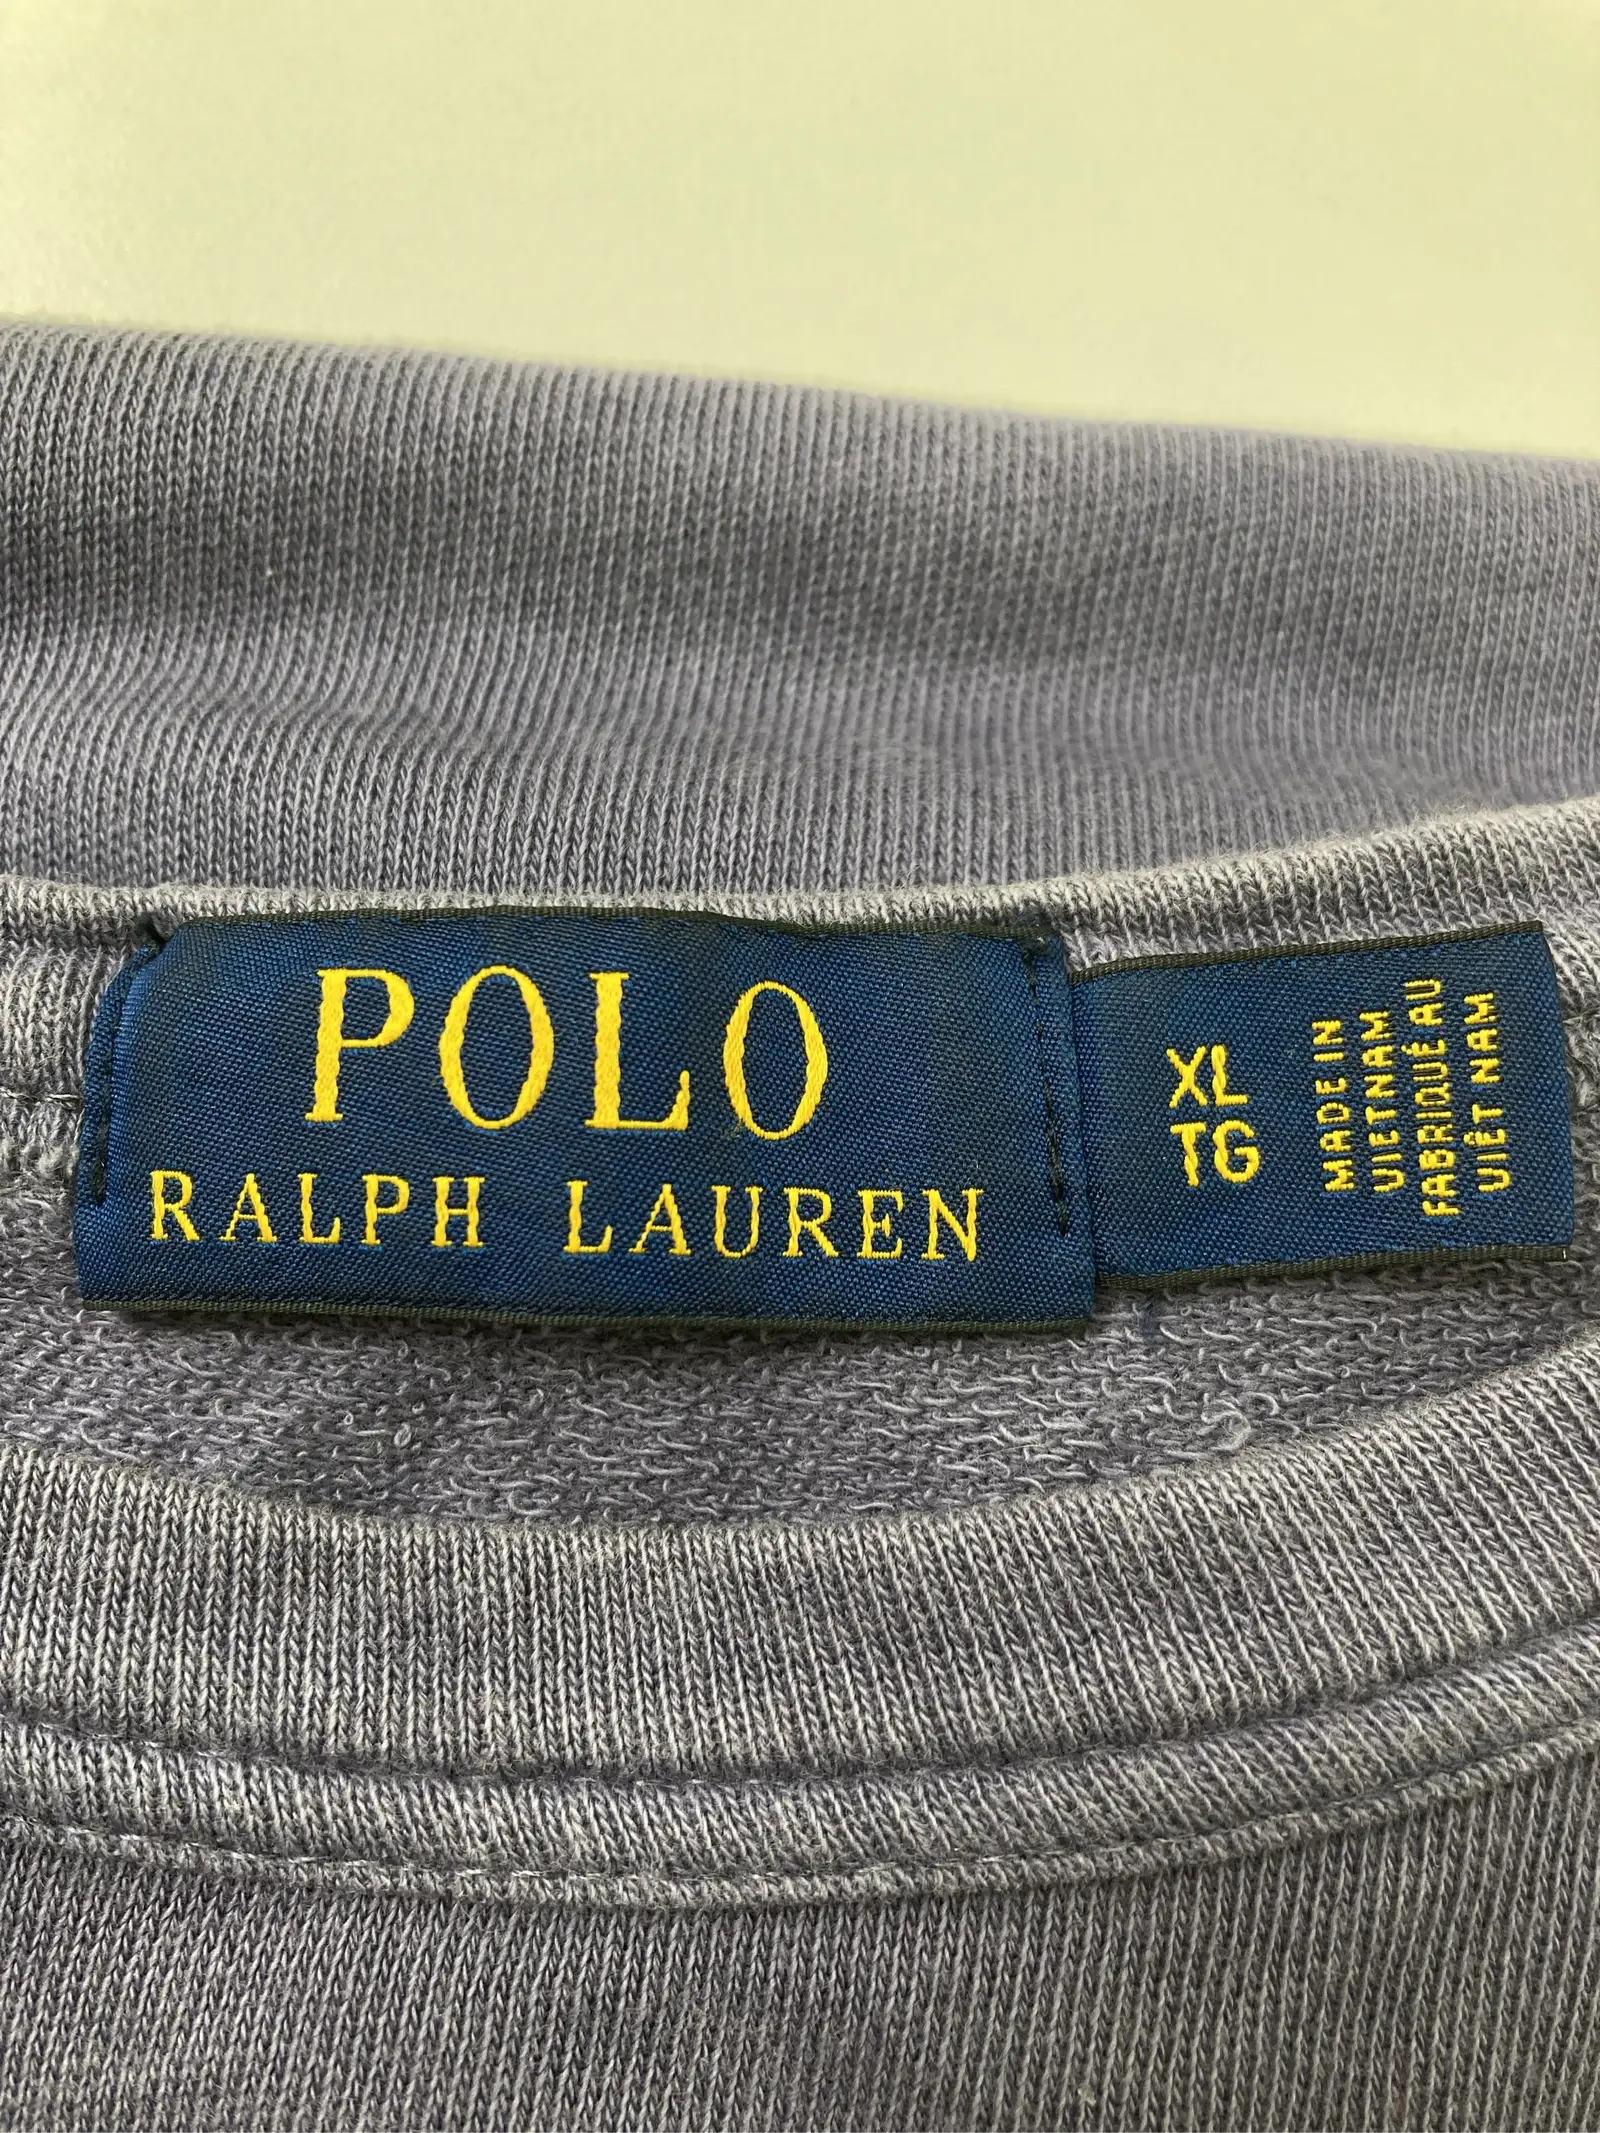 POLO
RALPH LAUREN
XL
TG
MADE IN
VIETNAM
FABRIQUÉ AU
VIÊT NAM